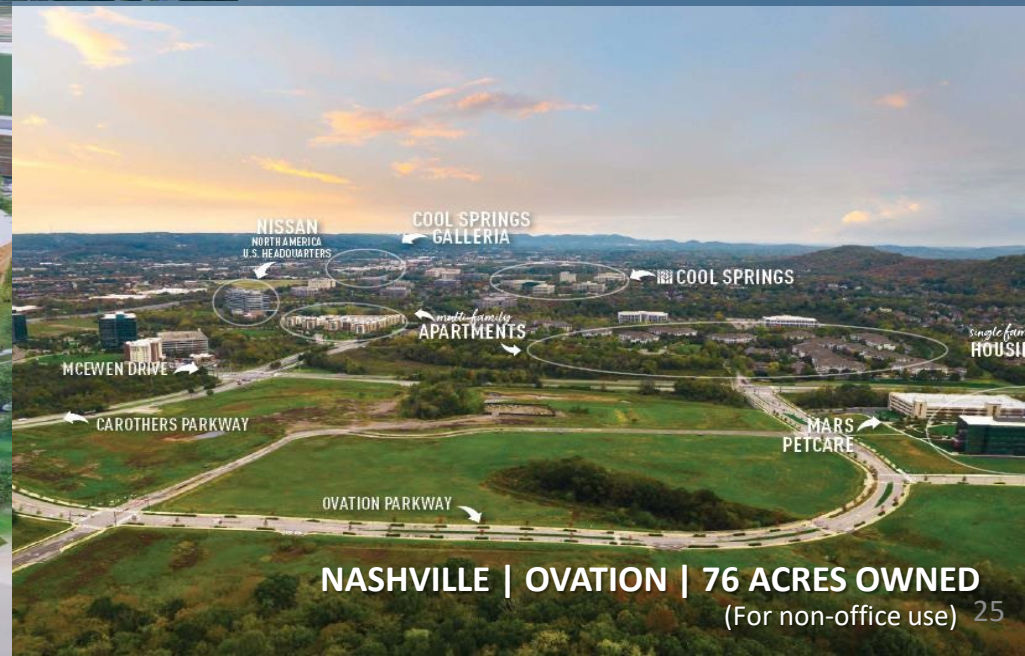 NISSAN
NORTH AMERICA
U.S. HEADQUARTERS
COOL SPRINGS
GALLERIA
COOL SPRINGS
multi-family
APARTMENTS
MCEWEN DRIVE
CAROTHERS PARKWAY
MARS
PETCARE
OVATION PARKWAY
NASHVILLE | OVATION | 76 ACRES OWNED
(For non-office use) 25